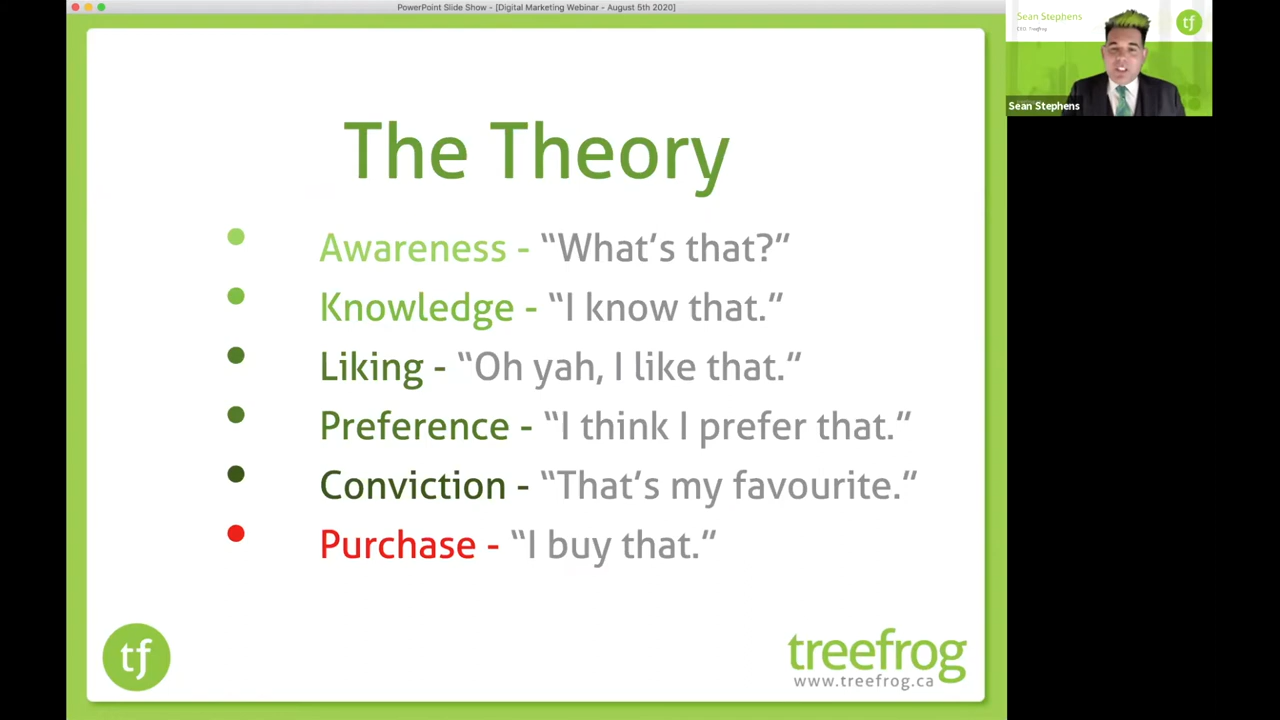 PowerPoint Slide Show - [Digital Marketing Webinar - August 5th 2020]
Sean Stephens
CEO, Treefrog
tf
Sean Stephens
The Theory
Awareness - “What’s that?”
Knowledge - “I know that.”
Liking - “Oh yah, I like that.”
Preference - “I think I prefer that.”
Conviction - “That’s my favourite.”
Purchase - “I buy that.”
tf
treefrog
www.treefrog.ca